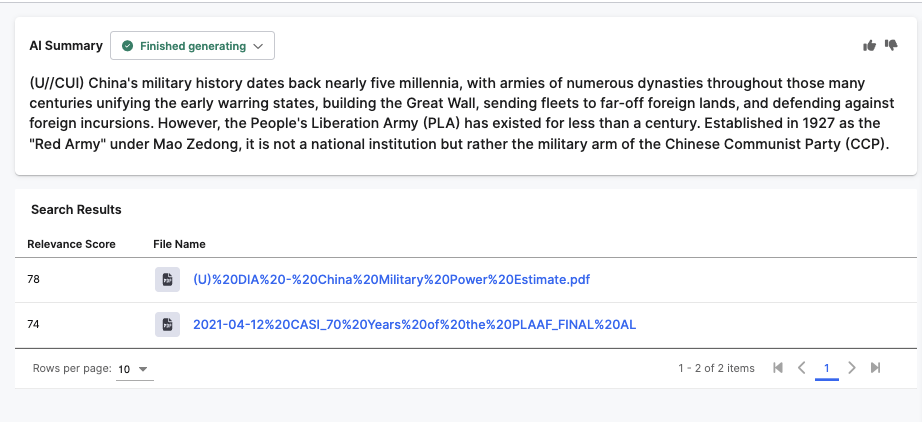 AI Summary
Finished generating
(U//CUI) China's military history dates back nearly five millennia, with armies of numerous dynasties throughout those many
centuries unifying the early warring states, building the Great Wall, sending fleets to far-off foreign lands, and defending against
foreign incursions. However, the People's Liberation Army (PLA) has existed for less than a century. Established in 1927 as the
"Red Army" under Mao Zedong, it is not a national institution but rather the military arm of the Chinese Communist Party (CCP).
Search Results
Relevance Score File Name
78 PDF (U)%20DIA%20-%20China%20Military%20Power%20Estimate.pdf
74 PDF 2021-04-12%20CASI_70%20Years%20of%20the%20PLAAF_FINAL%20AL
Rows per page: 10 1 - 2 of 2 items 1